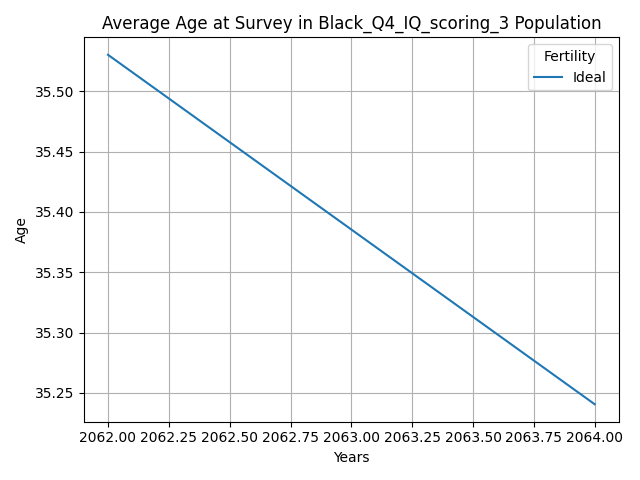 Average Age at Survey in Black_Q4_IQ_scoring_3 Population
Fertility
Ideal
Age
35.50
35.45
35.40
35.35
35.30
35.25
2062.00 2062.25 2062.50 2062.75 2063.00 2063.25 2063.50 2063.75 2064.00
Years